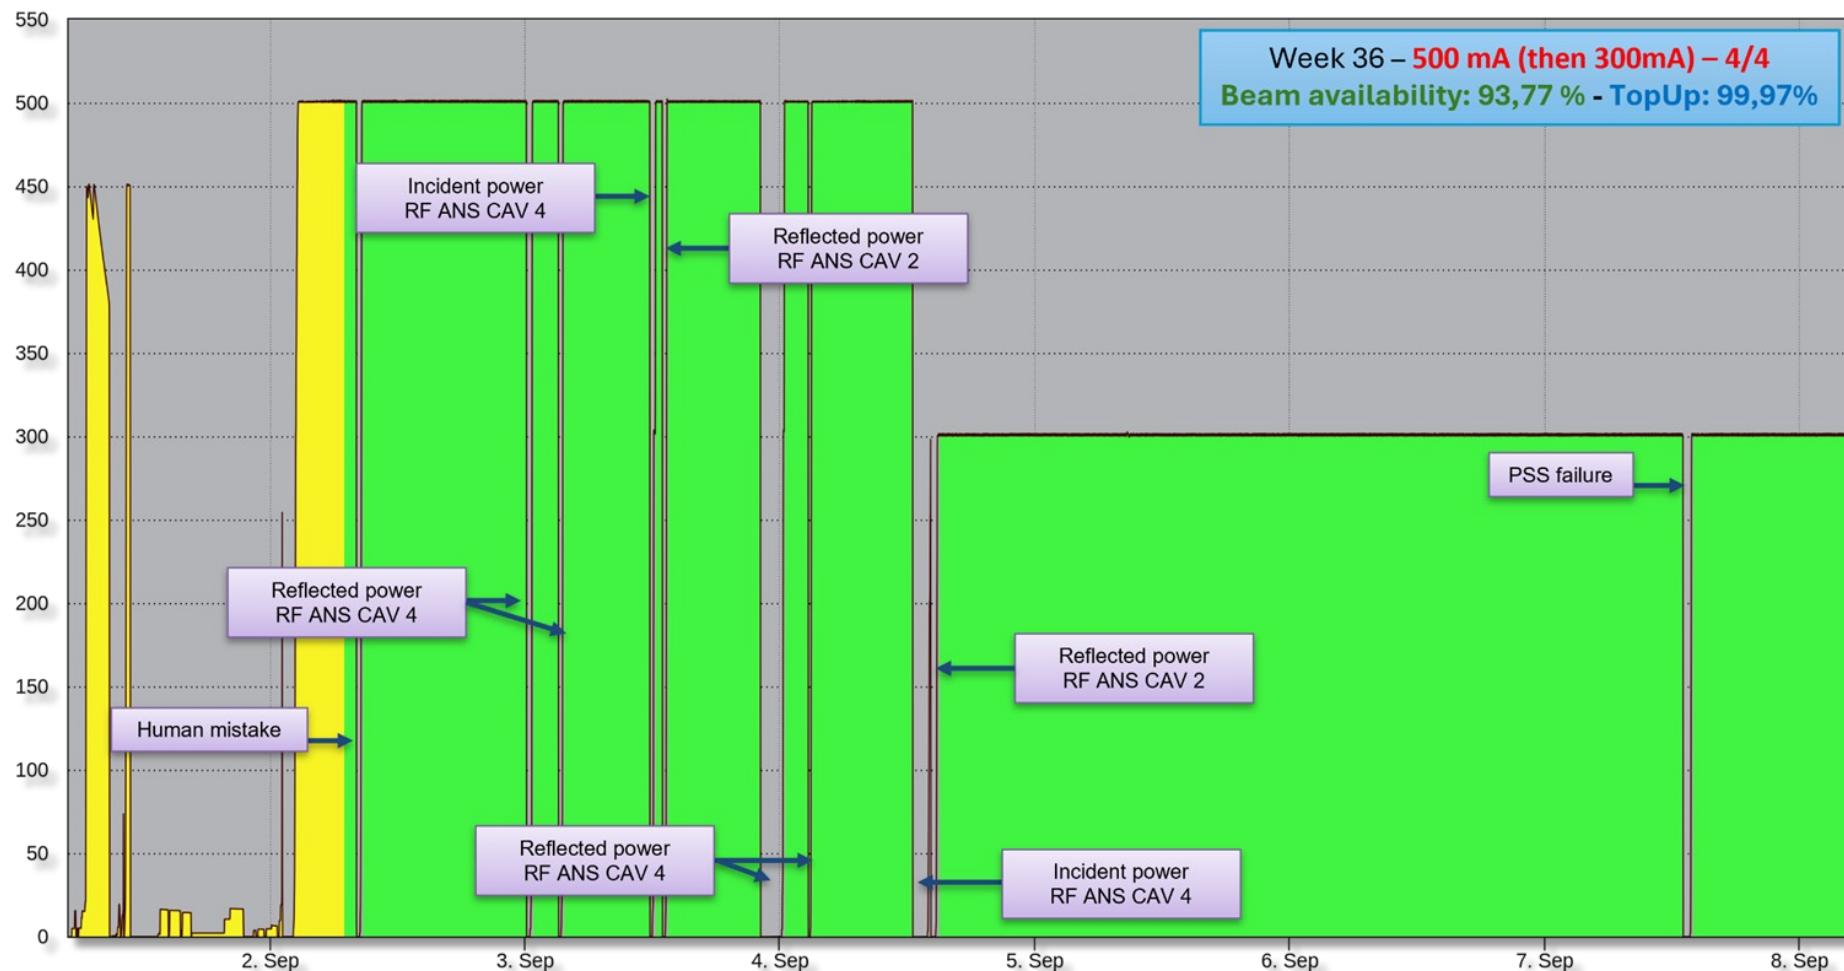 550
Week 36 – 500 mA (then 300mA) – 4/4
Beam availability: 93,77 % - TopUp: 99,97%
500
450
Incident power
RF ANS CAV 4
Reflected power
RF ANS CAV 2
400
350
300
PSS failure
250
Reflected power
RF ANS CAV 4
200
Reflected power
RF ANS CAV 2
150
Human mistake
100
Reflected power
RF ANS CAV 4
50
Incident power
RF ANS CAV 4
0
2. Sep 3. Sep 4. Sep 5. Sep 6. Sep 7. Sep 8. Sep